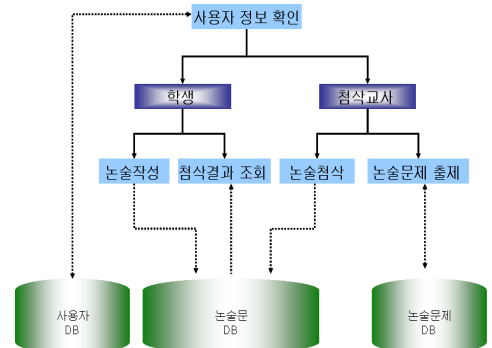 사용자 정보 확인
학생
첨삭교사
논술작성
첨삭결과 조회
논술첨삭
논술문제 출제
사용자
DB
논술문
DB
논술문제
DB